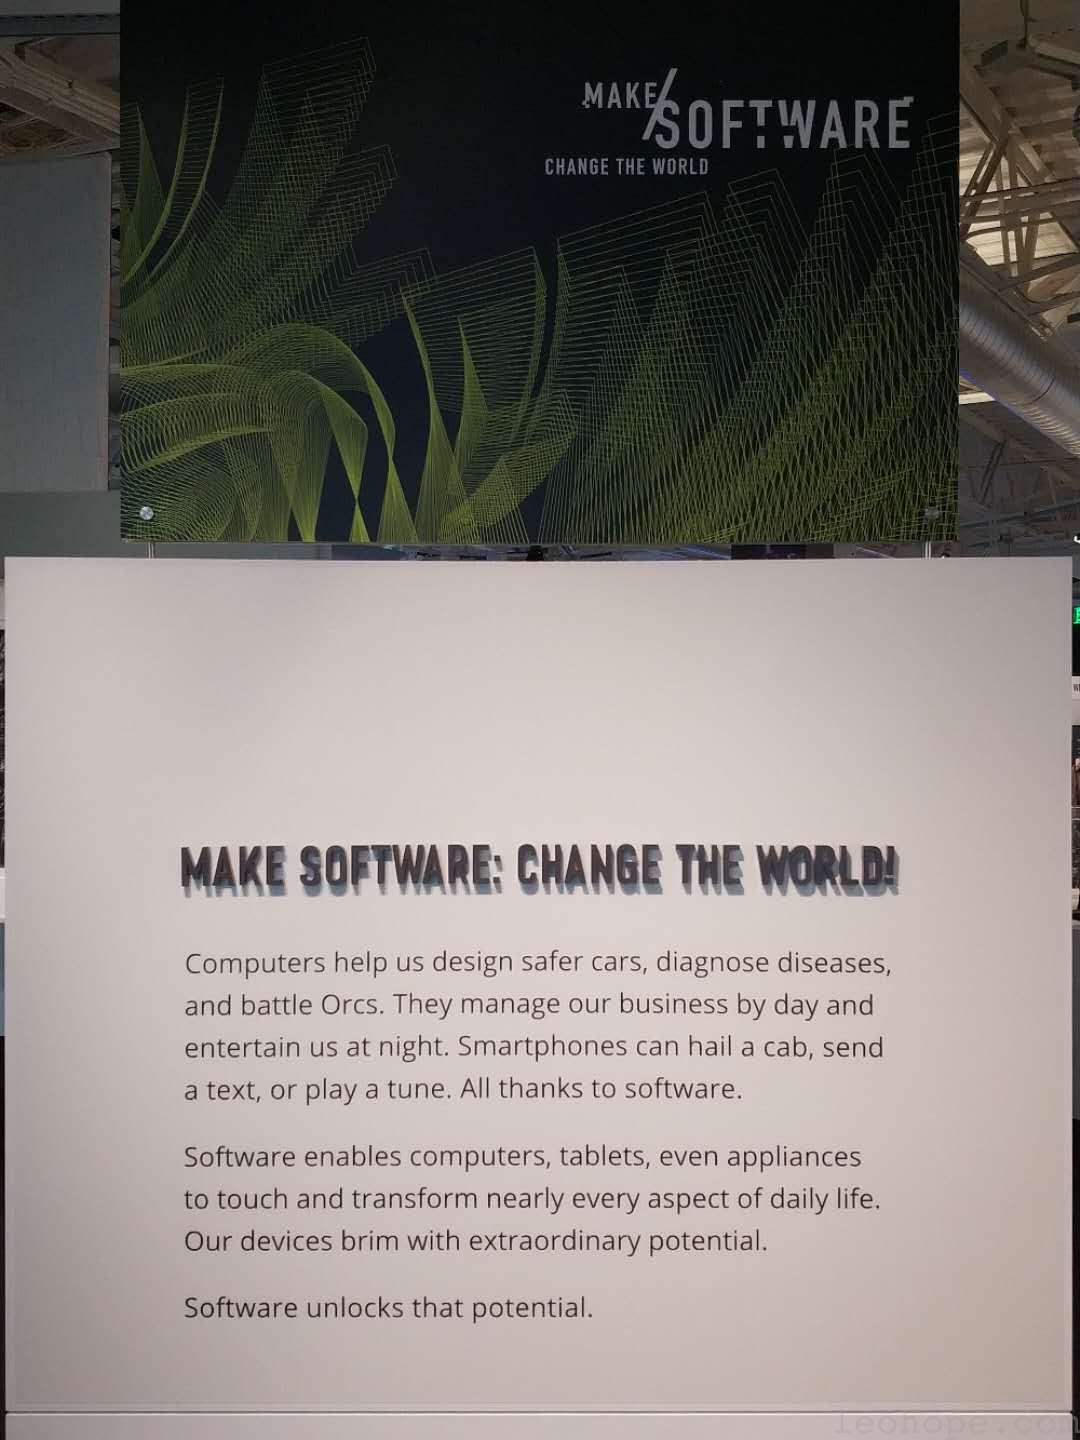 MAKE/
SOFTWARE
CHANGE THE WORLD
MAKE SOFTWARE: CHANGE THE WORLD!
Computers help us design safer cars, diagnose diseases,
and battle Orcs. They manage our business by day and
entertain us at night. Smartphones can hail a cab, send
a text, or play a tune. All thanks to software.
Software enables computers, tablets, even appliances
to touch and transform nearly every aspect of daily life.
Our devices brim with extraordinary potential.
Software unlocks that potential.
leohope.com